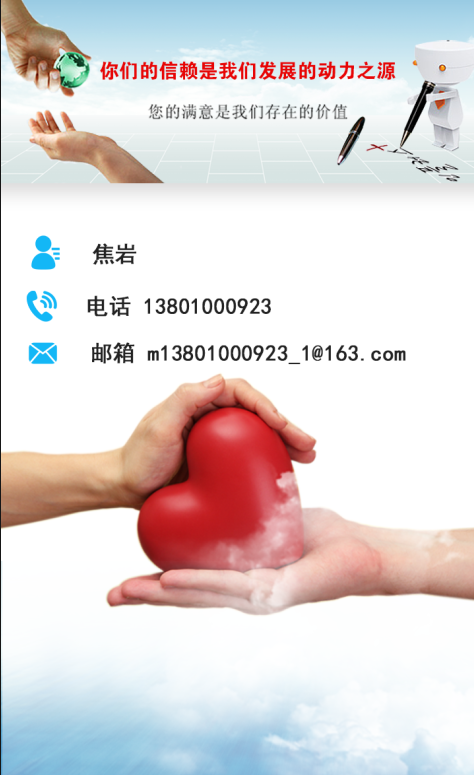 你们的信赖是我们发展的动力之源
您的满意是我们存在的价值
焦岩
电话 13801000923
邮箱 m13801000923_1@163.com